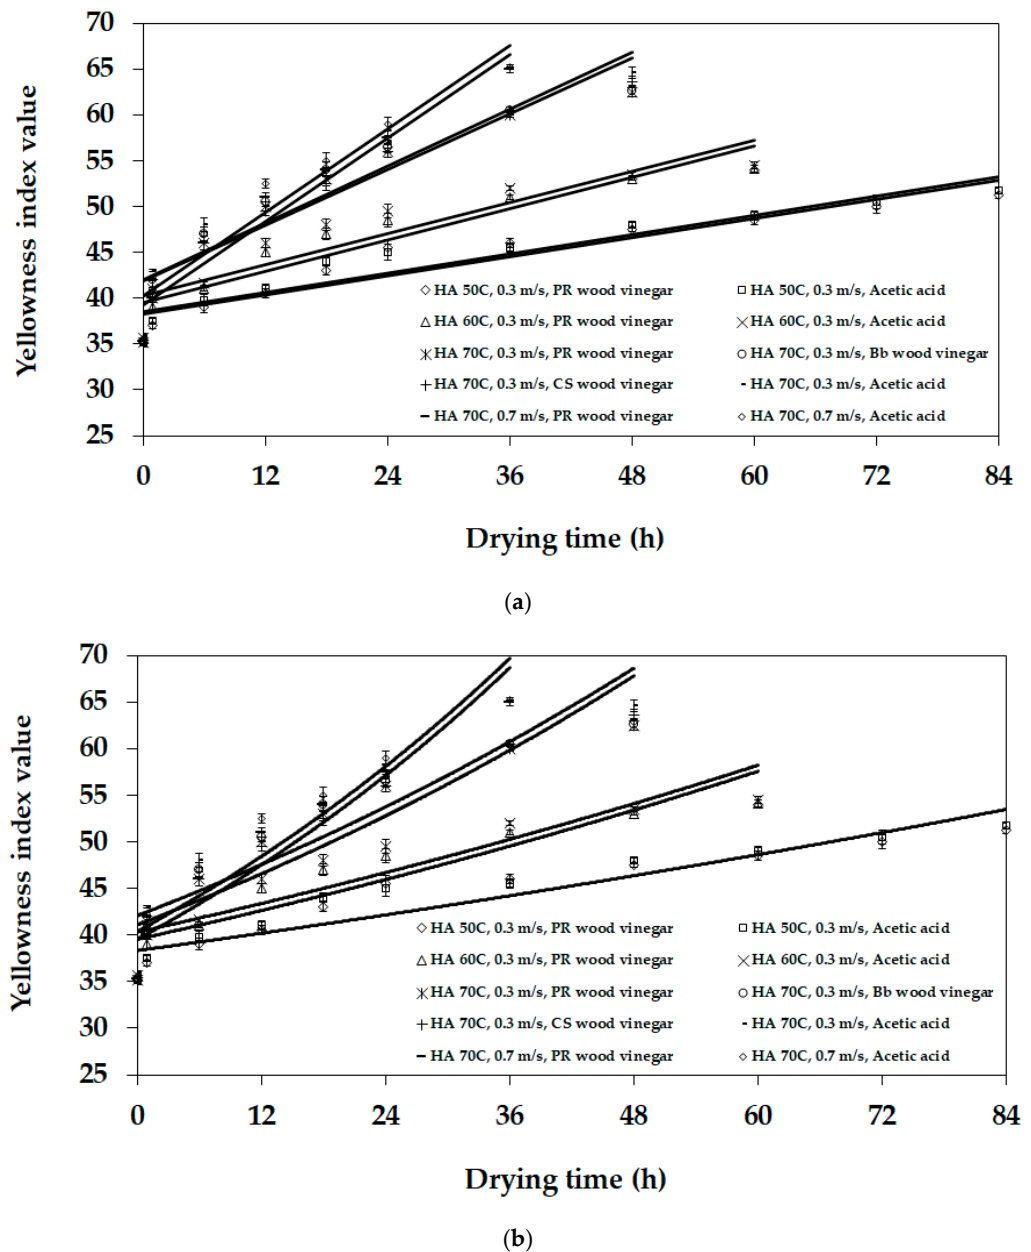 70
65
60
55
50
45
40
35
30
25
Yellowness index value
HA 50C, 0.3 m/s, PR wood vinegar
HA 50C, 0.3 m/s, Acetic acid
HA 60C, 0.3 m/s, PR wood vinegar
HA 60C, 0.3 m/s, Acetic acid
HA 70C, 0.3 m/s, PR wood vinegar
HA 70C, 0.3 m/s, Bb wood vinegar
HA 70C, 0.3 m/s, CS wood vinegar
HA 70C, 0.3 m/s, Acetic acid
HA 70C, 0.7 m/s, PR wood vinegar
HA 70C, 0.7 m/s, Acetic acid
0 12 24 36 48 60 72 84
Drying time (h)
(a)
70
65
60
55
50
45
40
35
30
25
Yellowness index value
HA 50C, 0.3 m/s, PR wood vinegar
HA 50C, 0.3 m/s, Acetic acid
HA 60C, 0.3 m/s, PR wood vinegar
HA 60C, 0.3 m/s, Acetic acid
HA 70C, 0.3 m/s, PR wood vinegar
HA 70C, 0.3 m/s, Bb wood vinegar
HA 70C, 0.3 m/s, CS wood vinegar
HA 70C, 0.3 m/s, Acetic acid
HA 70C, 0.7 m/s, PR wood vinegar
HA 70C, 0.7 m/s, Acetic acid
0 12 24 36 48 60 72 84
Drying time (h)
(b)